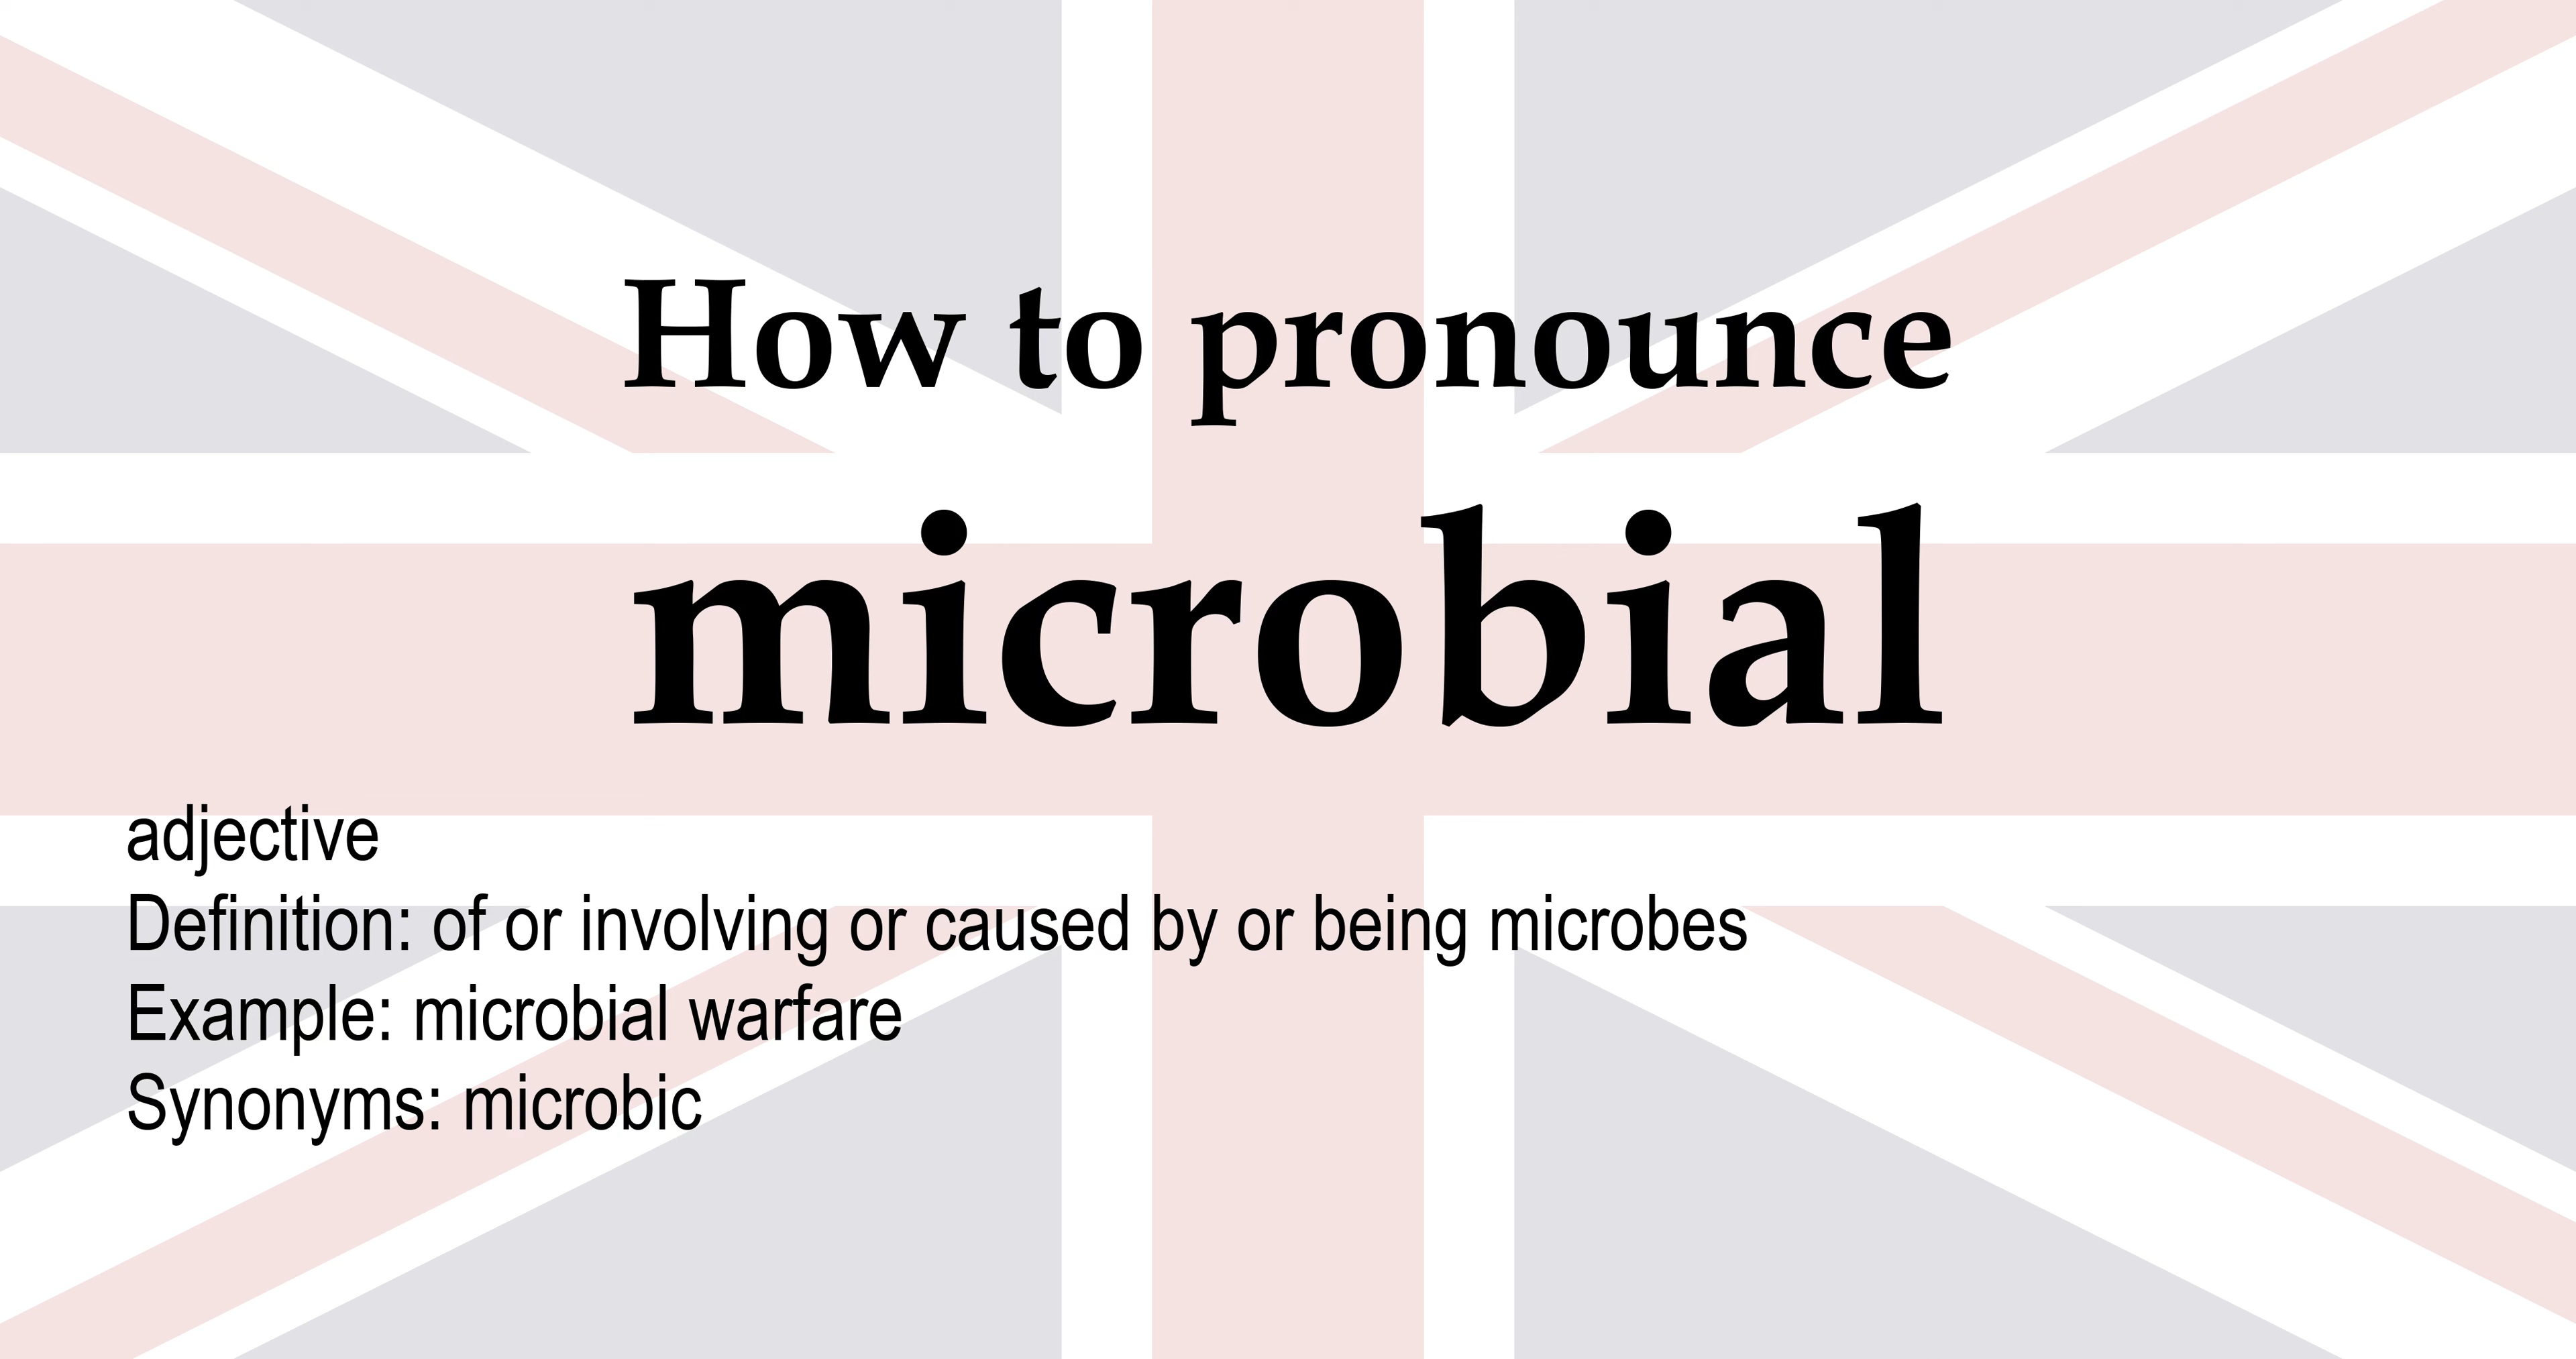 How to pronounce
microbial
adjective
Definition: of or involving or caused by or being microbes
Example: microbial warfare
Synonyms: microbic